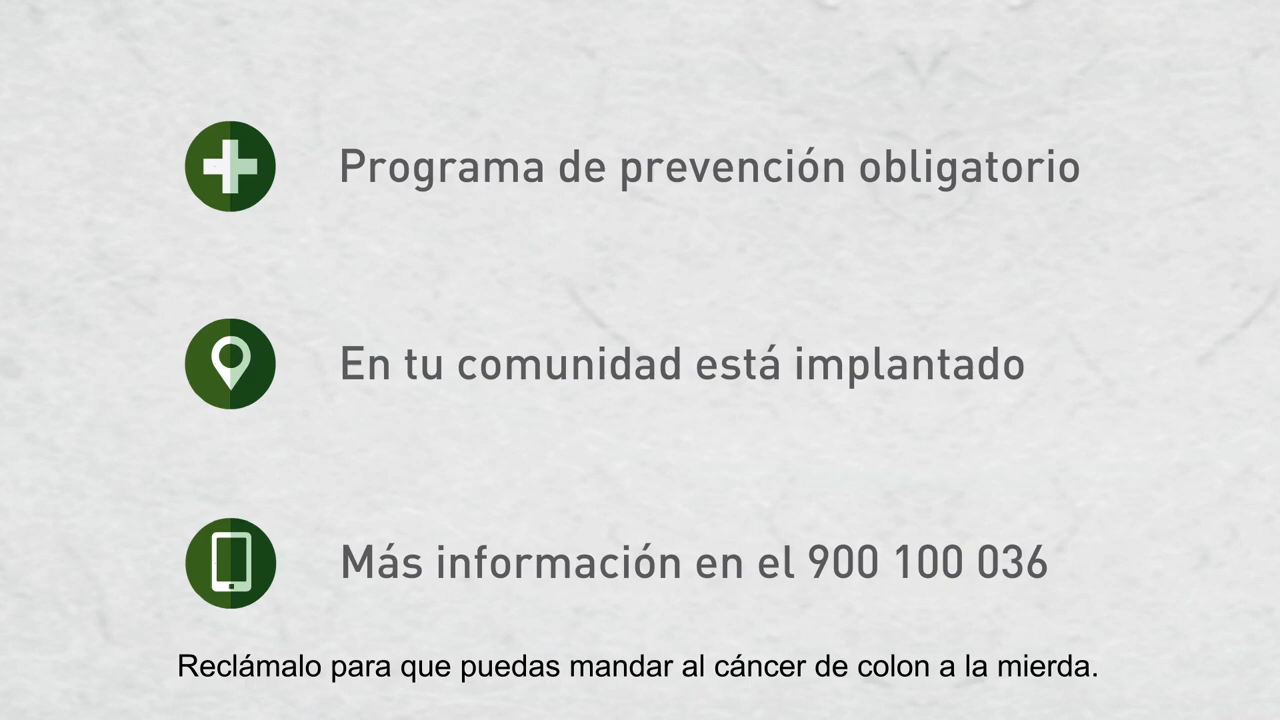 Programa de prevención obligatorio
En tu comunidad está implantado
Más información en el 900 100 036
Reclámalo para que puedas mandar al cáncer de colon a la mierda.